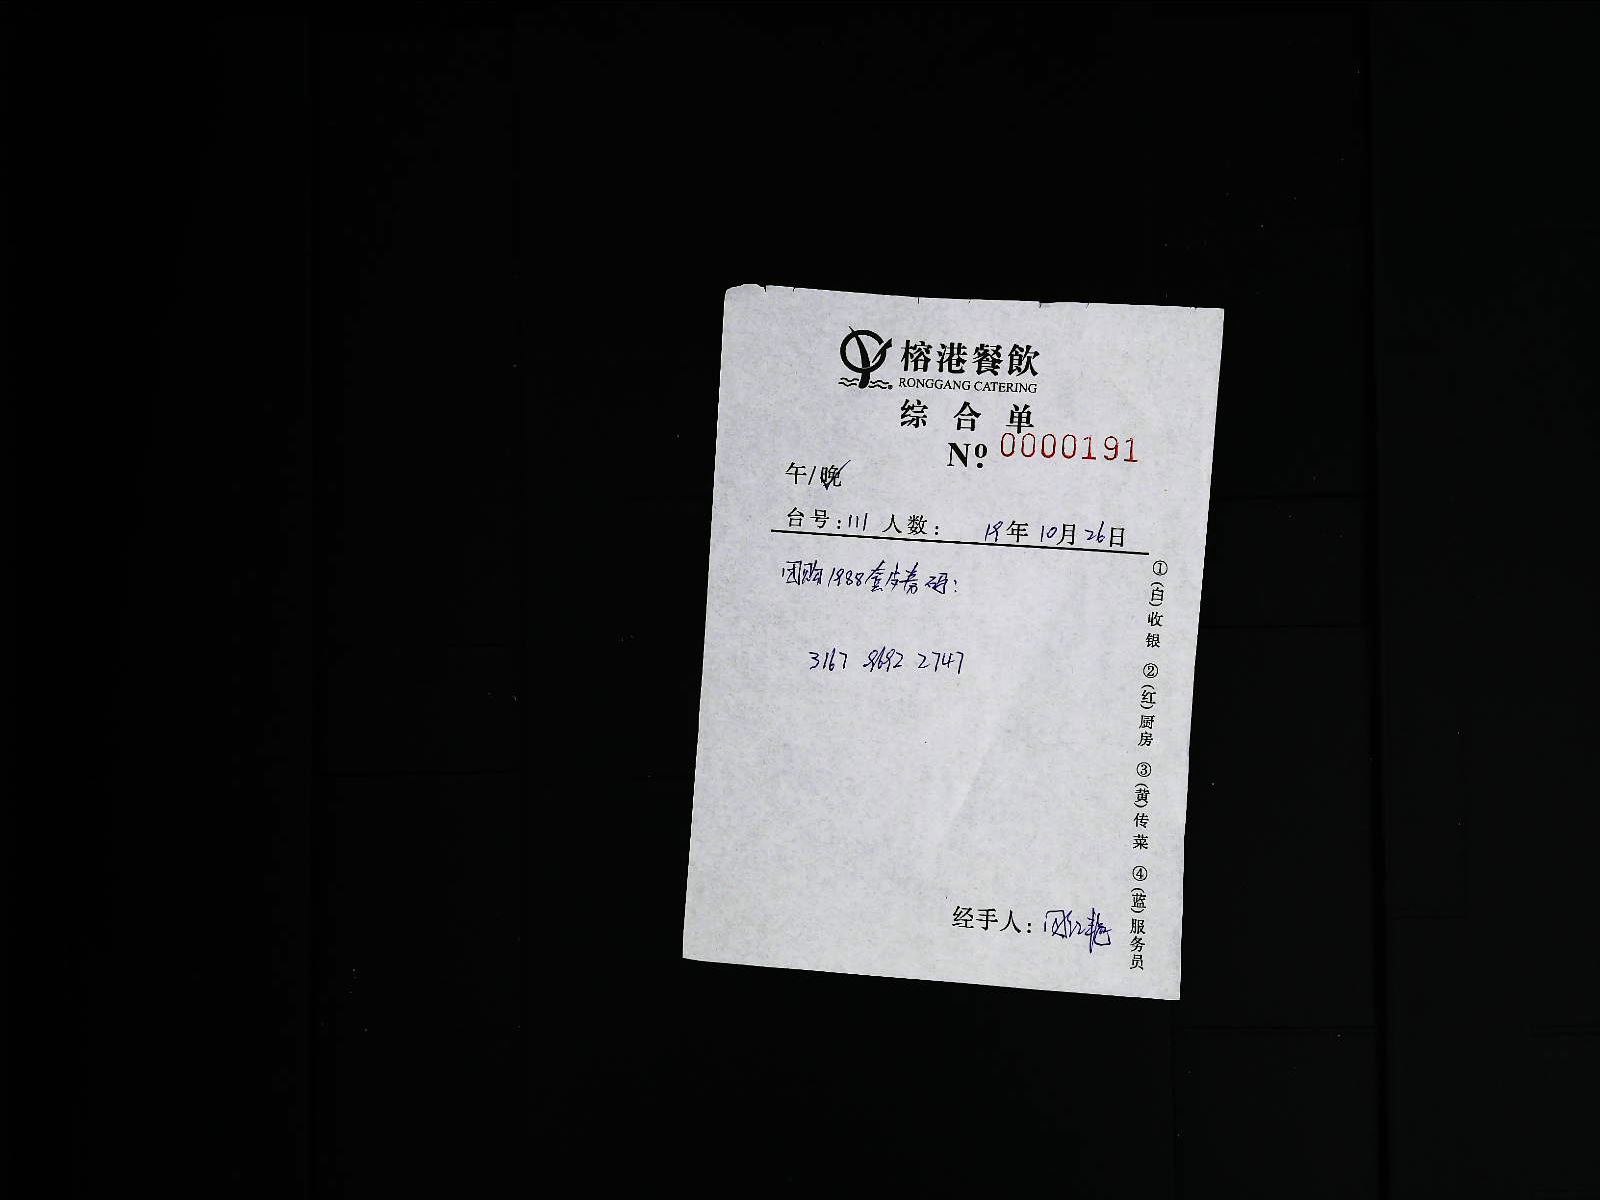 榕港餐飲
RONGGANG CATERING
综合单
Nº: 0000191
午/晚
台号: 111 人数: 19年 10月 26日
团购1988套餐券码:
3167 8692 2747
经手人:
①(白)收银 ②(红)厨房 ③(黄)传菜 ④(蓝)服务员